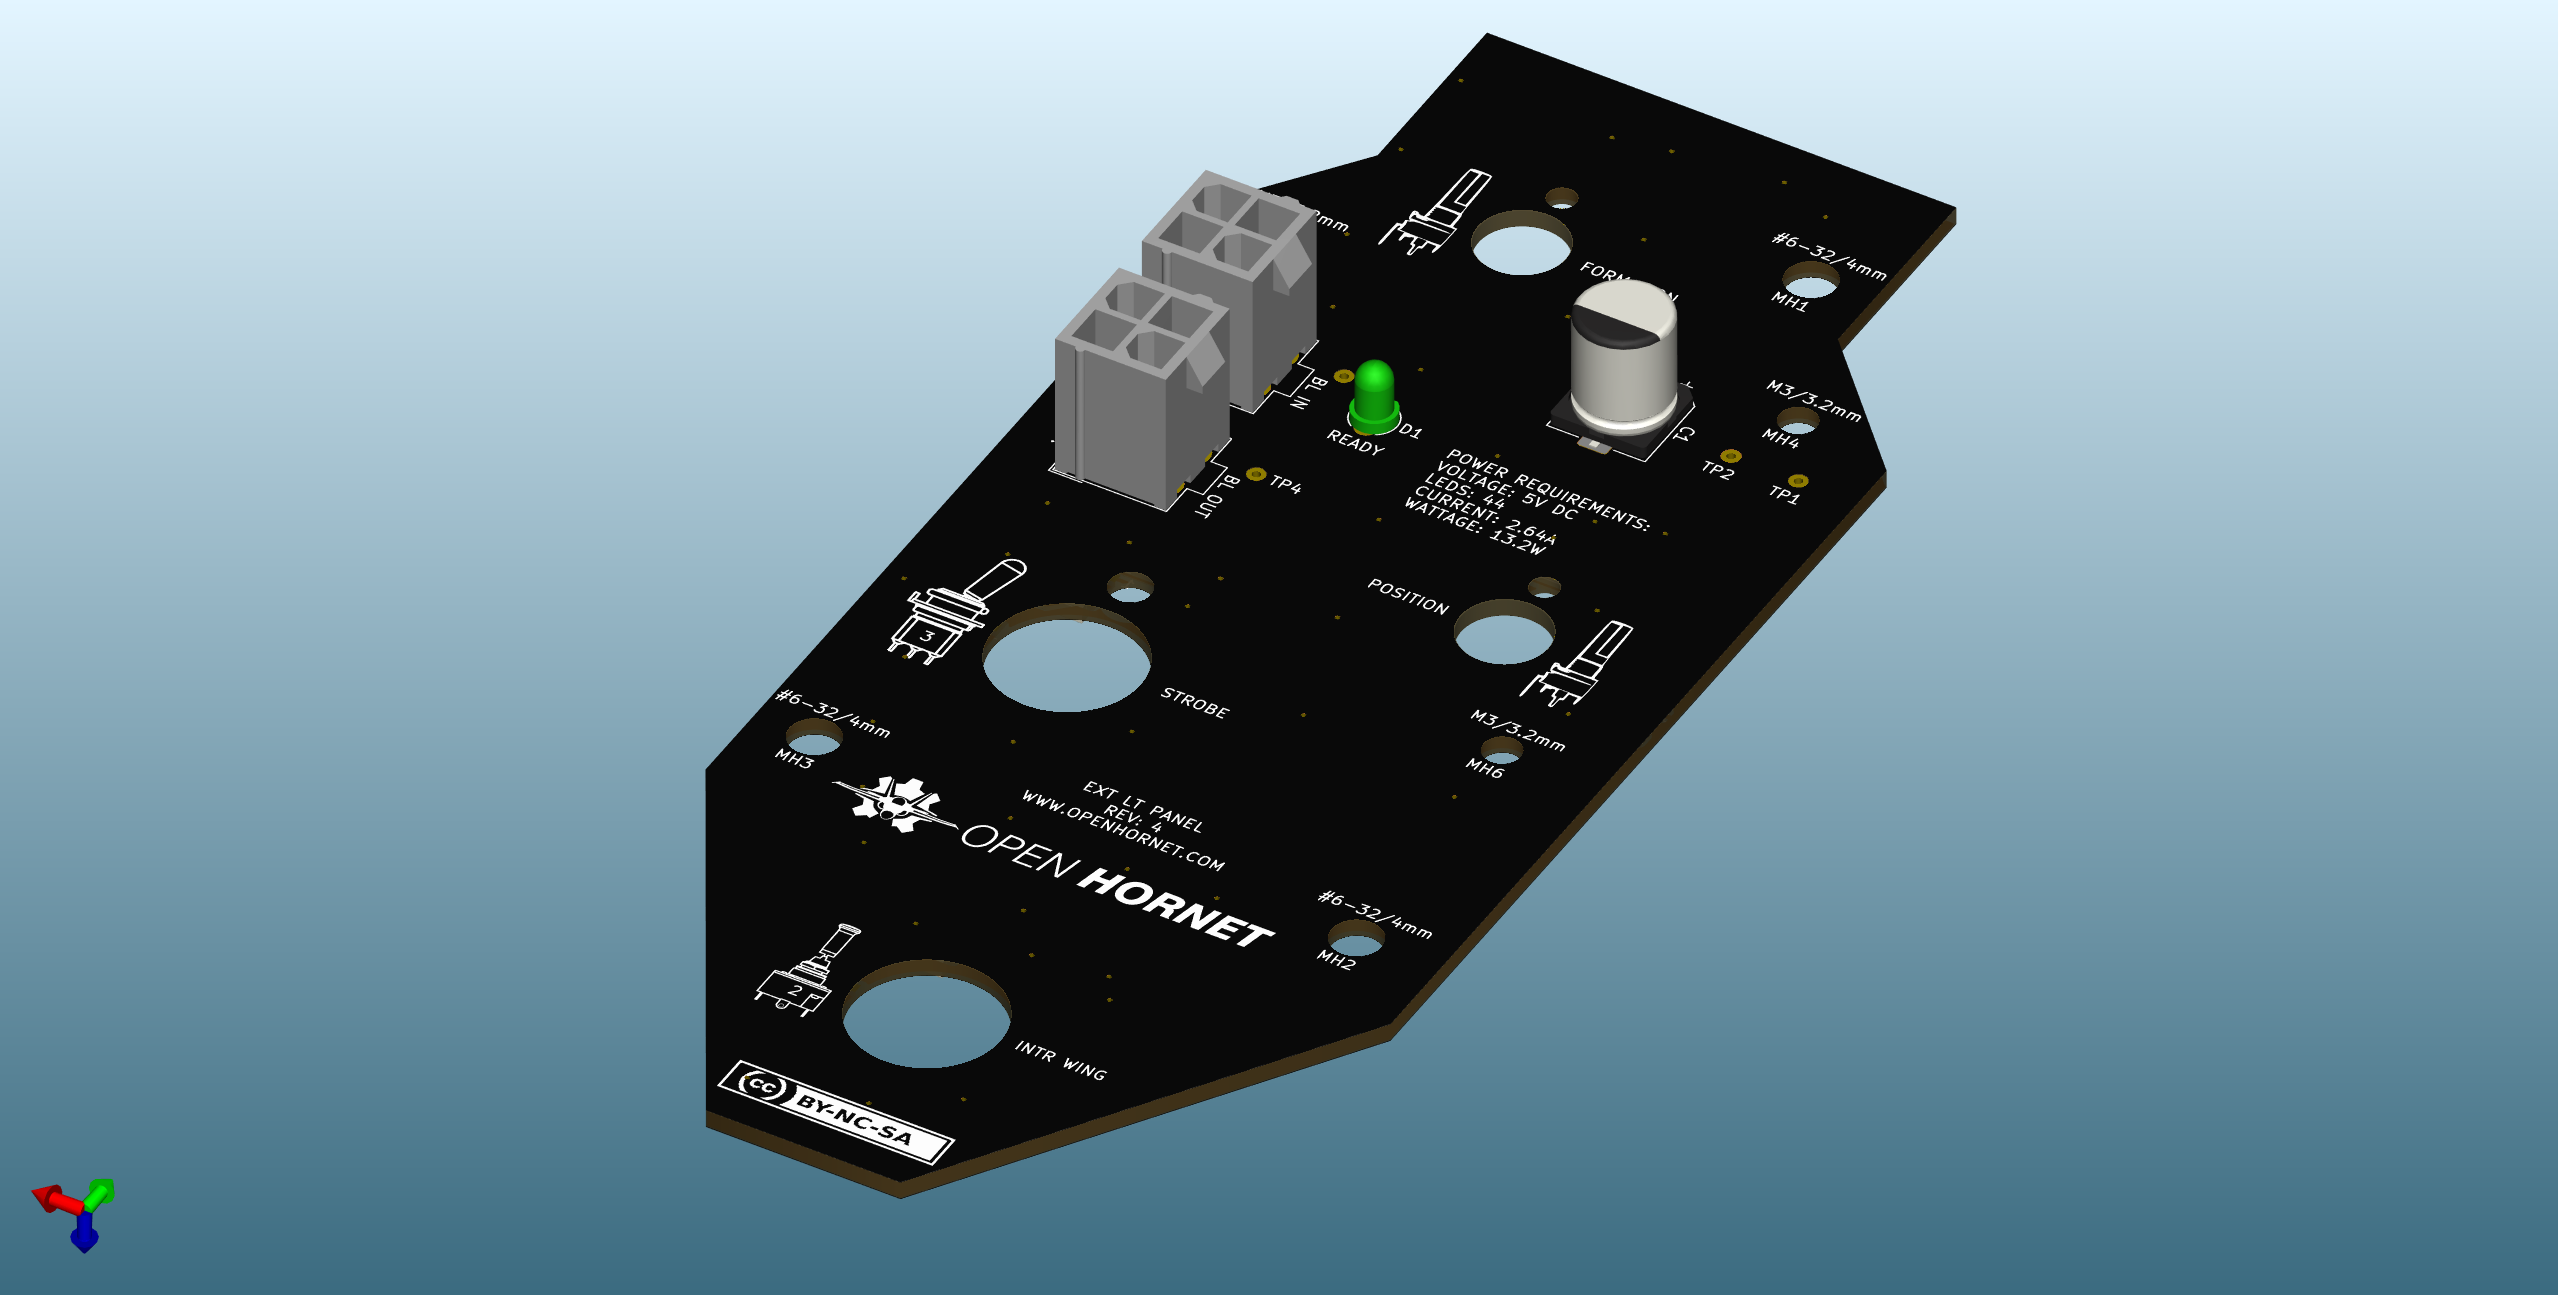 #6-32/4mm
MH1
BL IN
D1
READY
C1
M3/3.2mm
MH4
TP2
TP1
BL OUT
TP4
POWER REQUIREMENTS:
VOLTAGE: 5V DC
LEDS: 44
CURRENT: 2.64A
WATTAGE: 13.2W
POSITION
3
STROBE
#6-32/4mm
MH3
M3/3.2mm
MH6
EXT LT PANEL
REV: 4
WWW.OPENHORNET.COM
OPEN HORNET
#6-32/4mm
MH2
2
INTR WING
cc BY-NC-SA